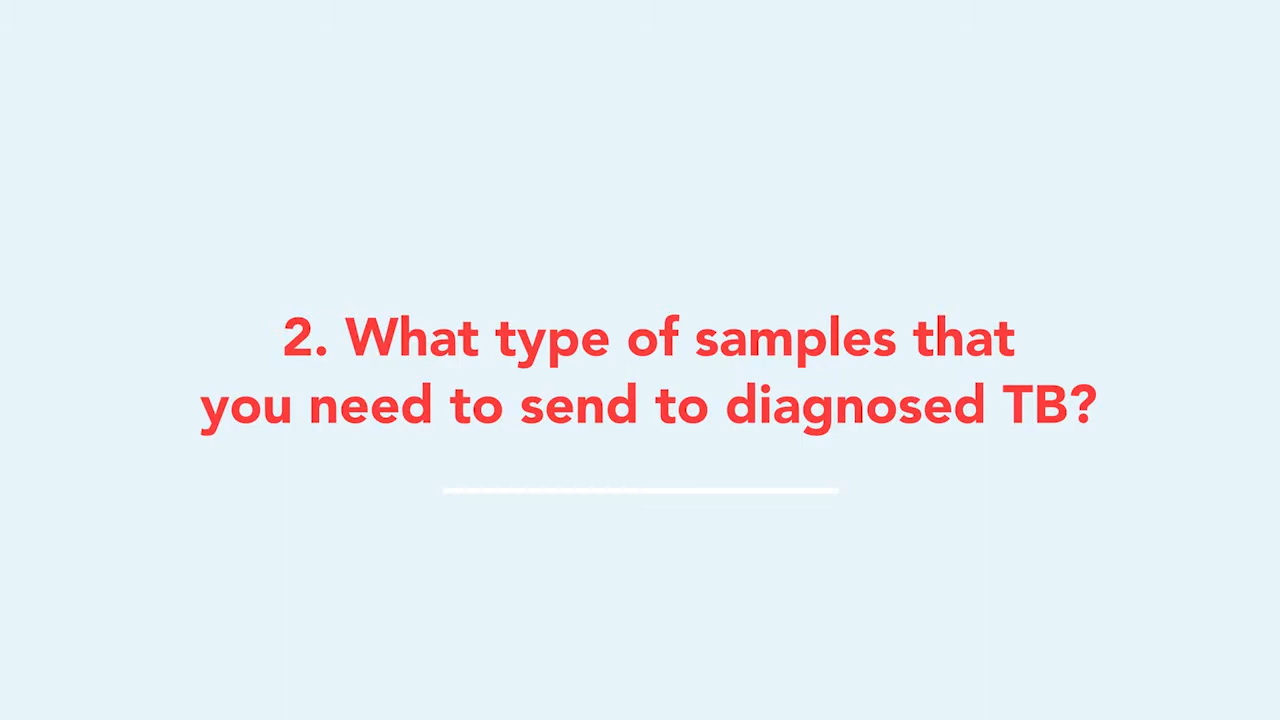 2. What type of samples that
you need to send to diagnosed TB?